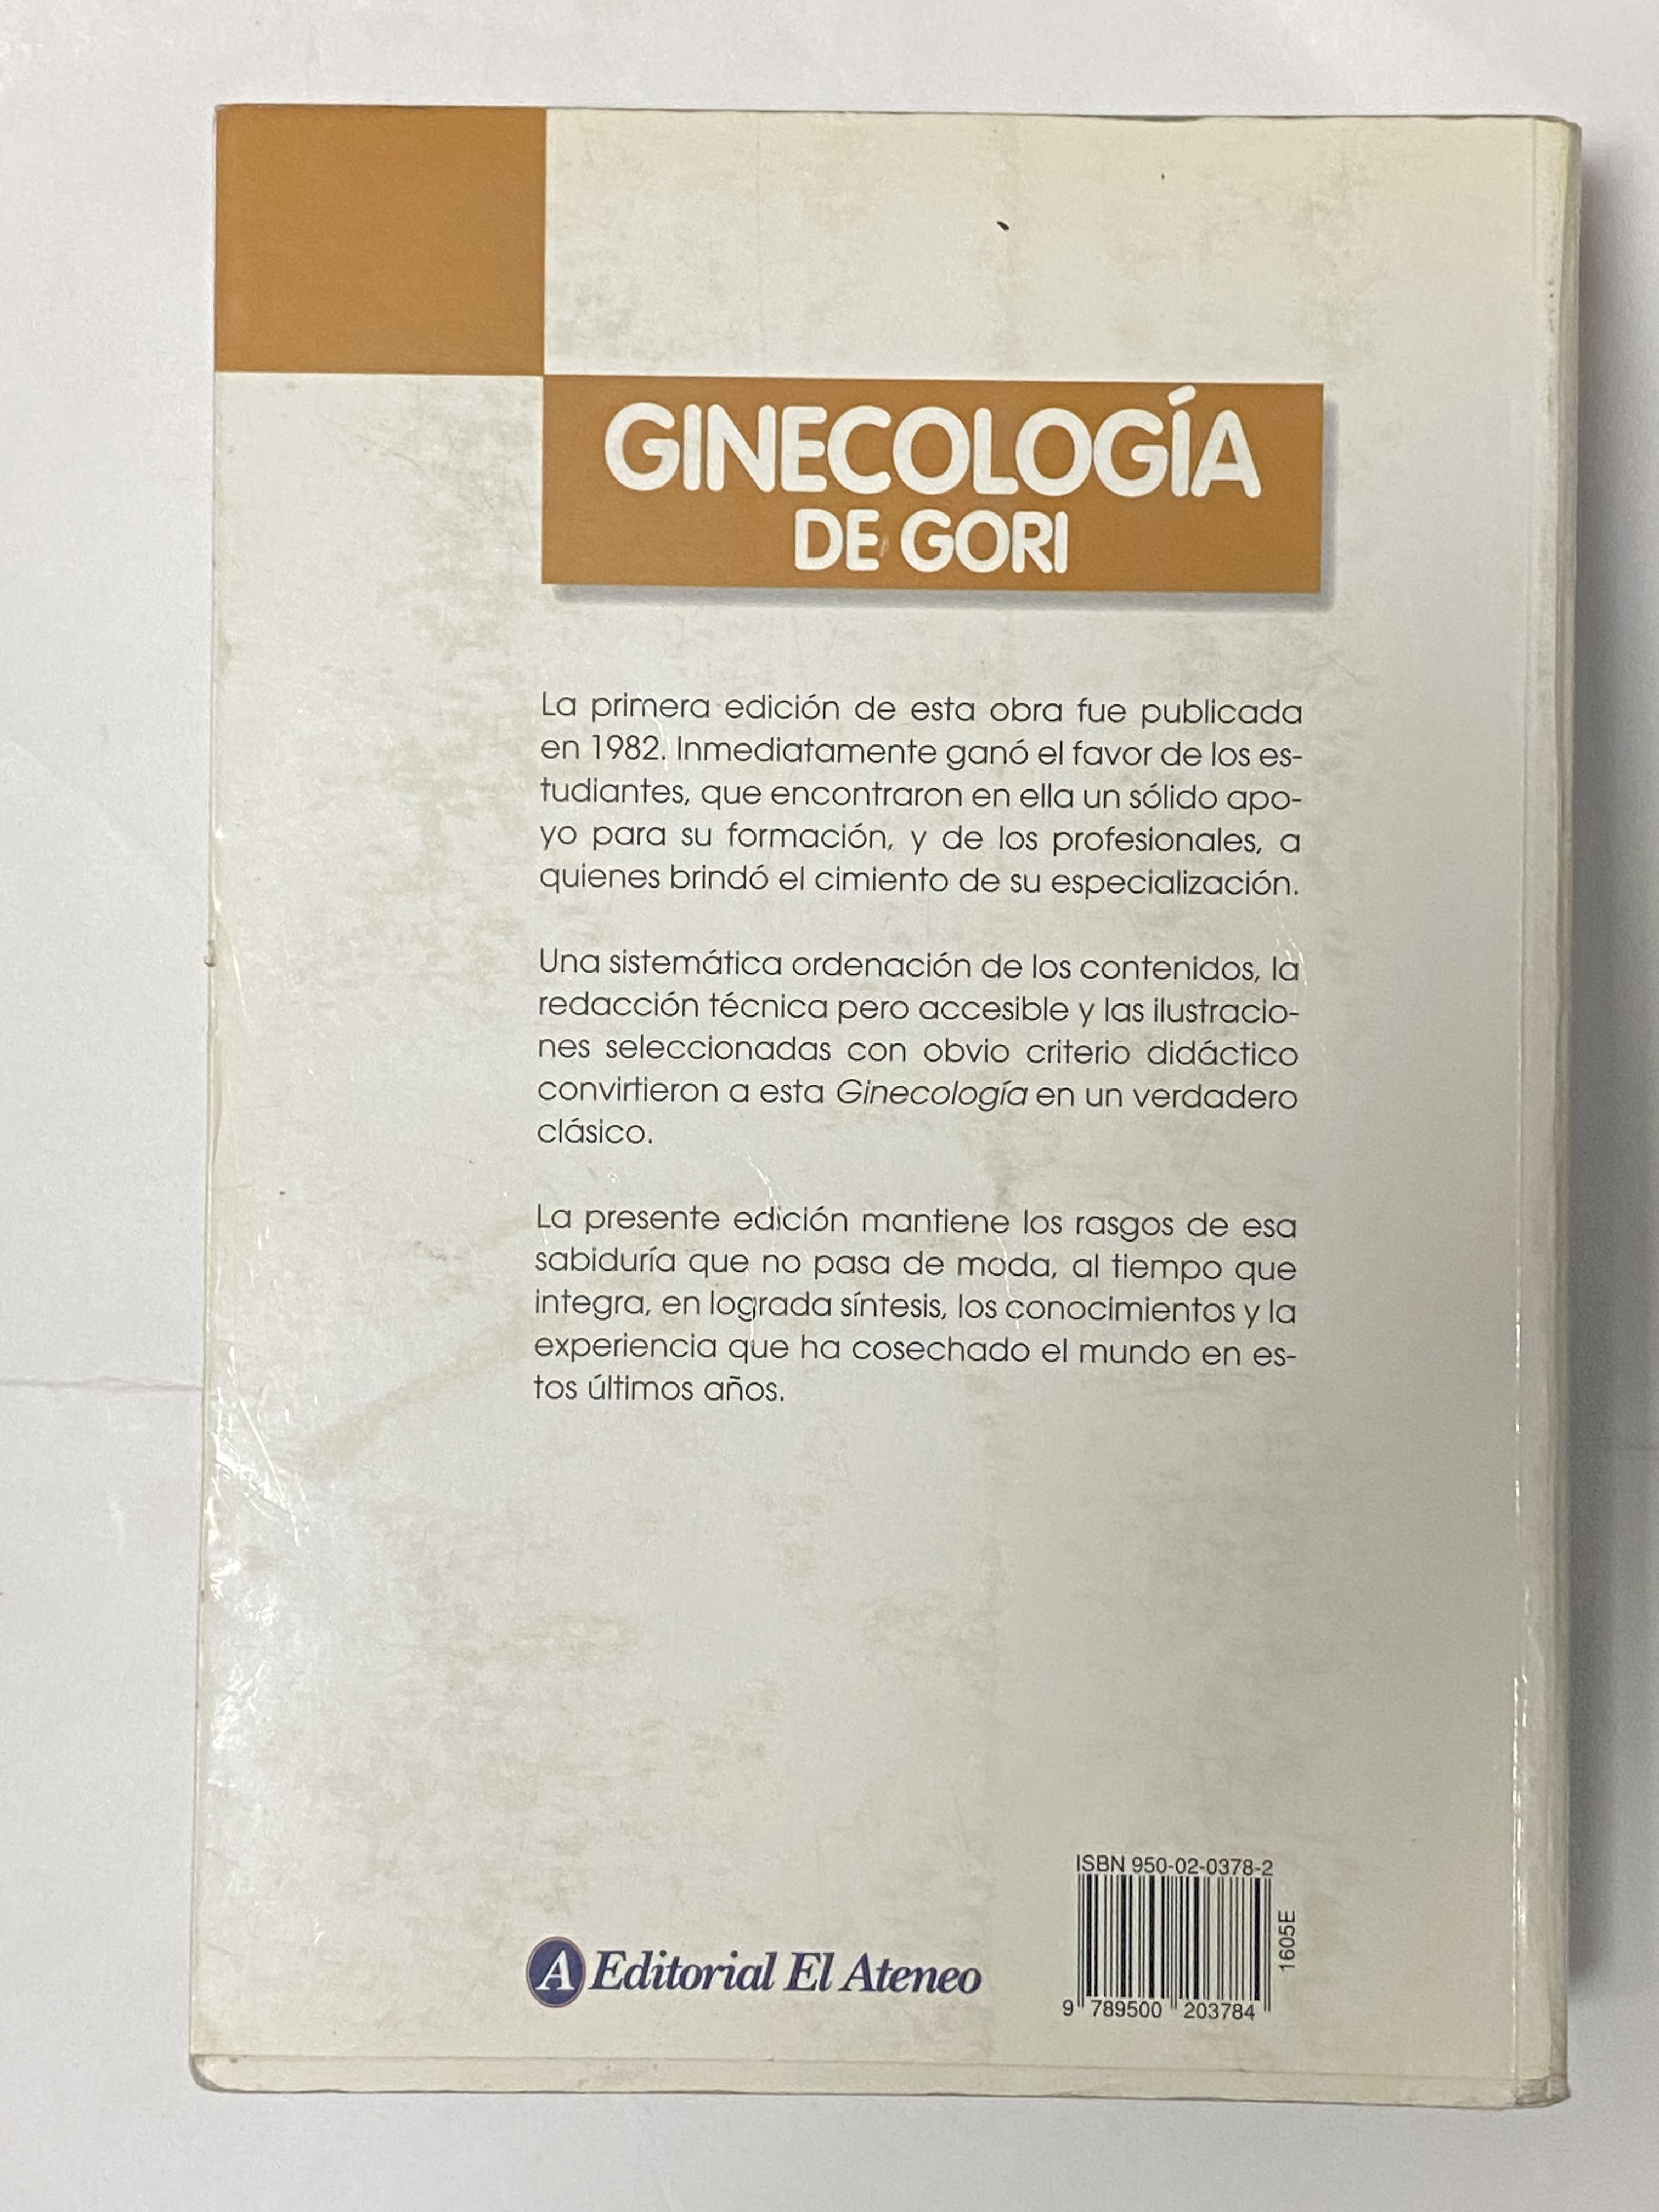 GINECOLOGÍA
DE GORI
La primera edición de esta obra fue publicada
en 1982. Inmediatamente ganó el favor de los es-
tudiantes, que encontraron en ella un sólido apo-
yo para su formación, y de los profesionales, a
quienes brindó el cimiento de su especialización.
Una sistemática ordenación de los contenidos, la
redacción técnica pero accesible y las ilustracio-
nes seleccionadas con obvio criterio didáctico
convirtieron a esta Ginecología en un verdadero
clásico.
La presente edición mantiene los rasgos de esa
sabiduría que no pasa de moda, al tiempo que
integra, en lograda síntesis, los conocimientos y la
experiencia que ha cosechado el mundo en es-
tos últimos años.
A Editorial El Ateneo
ISBN 950-02-0378-2
1605E
9 789500 203784